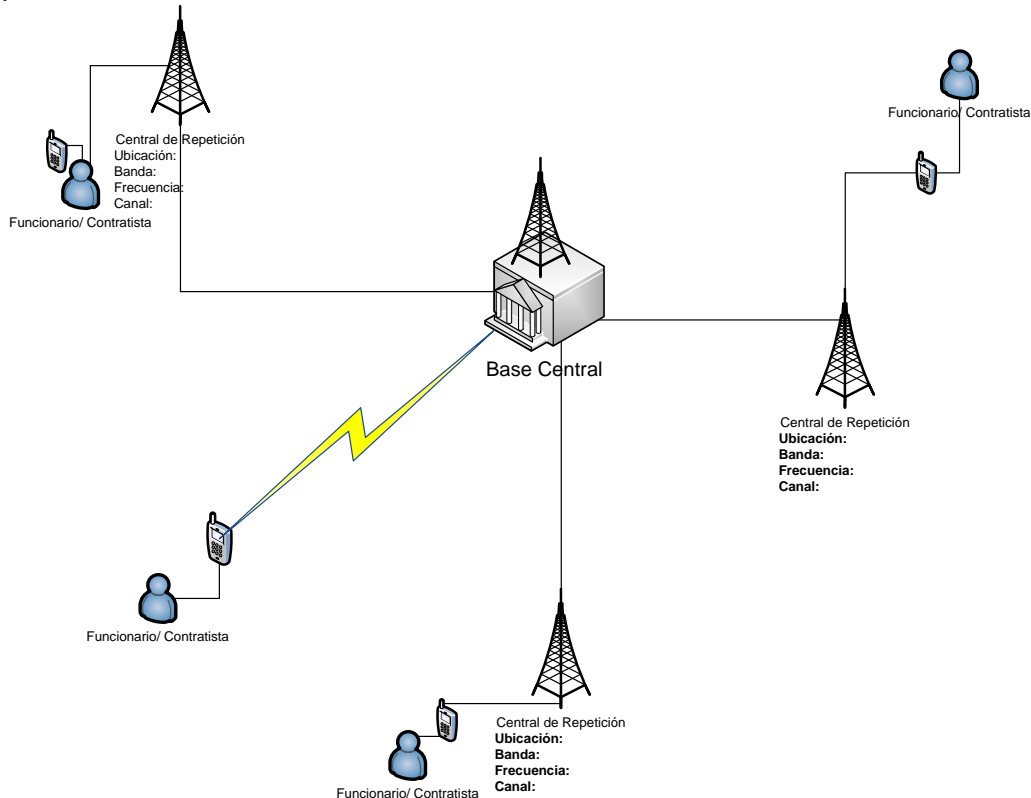 Central de Repetición
Ubicación:
Banda:
Frecuencia:
Canal:
Funcionario/ Contratista
Funcionario/ Contratista
Base Central
Central de Repetición
Ubicación:
Banda:
Frecuencia:
Canal:
Funcionario/ Contratista
Central de Repetición
Ubicación:
Banda:
Frecuencia:
Canal:
Funcionario/ Contratista